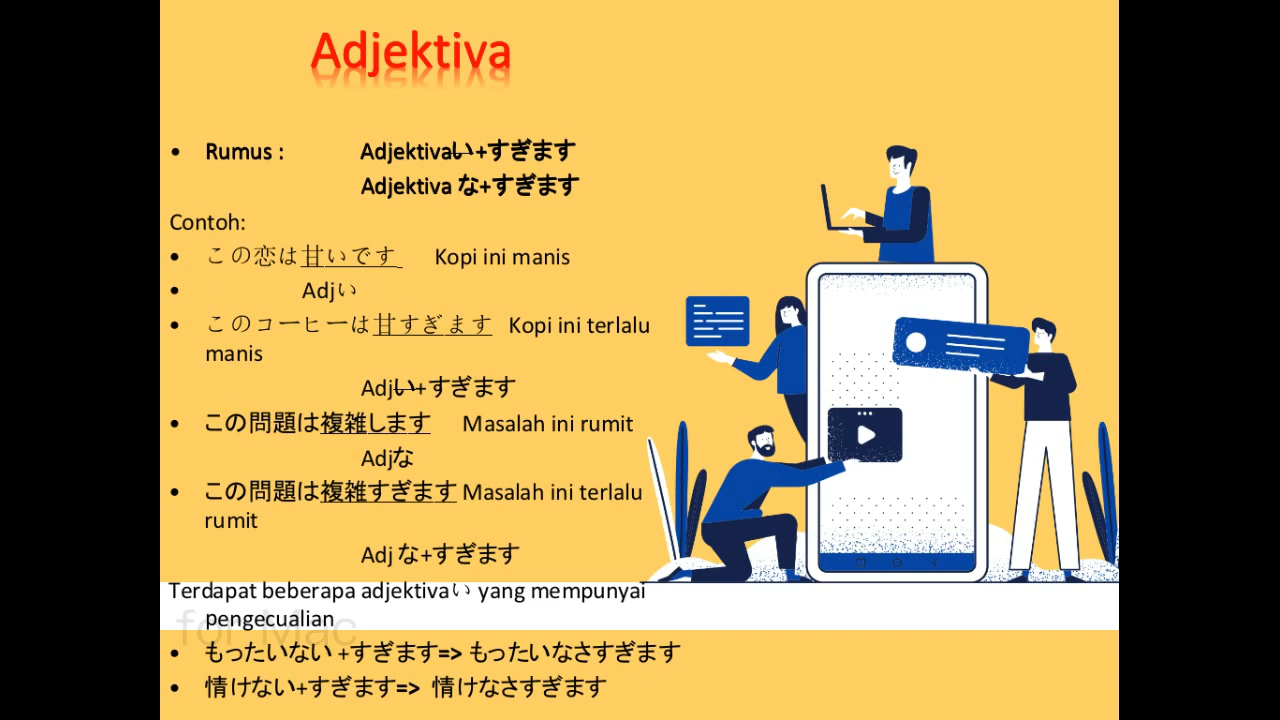 Adjektiva
• Rumus : Adjektivaい+すぎます
Adjektiva な+すぎます
Contoh:
• この恋は甘いです Kopi ini manis
• Adjい
• このコーヒーは甘すぎます Kopi ini terlalu
manis
Adjい+すぎます
• この問題は複雑します Masalah ini rumit
Adjな
• この問題は複雑すぎます Masalah ini terlalu
rumit
Adj な+すぎます
Terdapat beberapa adjektivaい yang mempunyai
pengecualian
for Mac
• もったいない +すぎます=> もったいなさすぎます
• 情けない+すぎます=> 情けなさすぎます